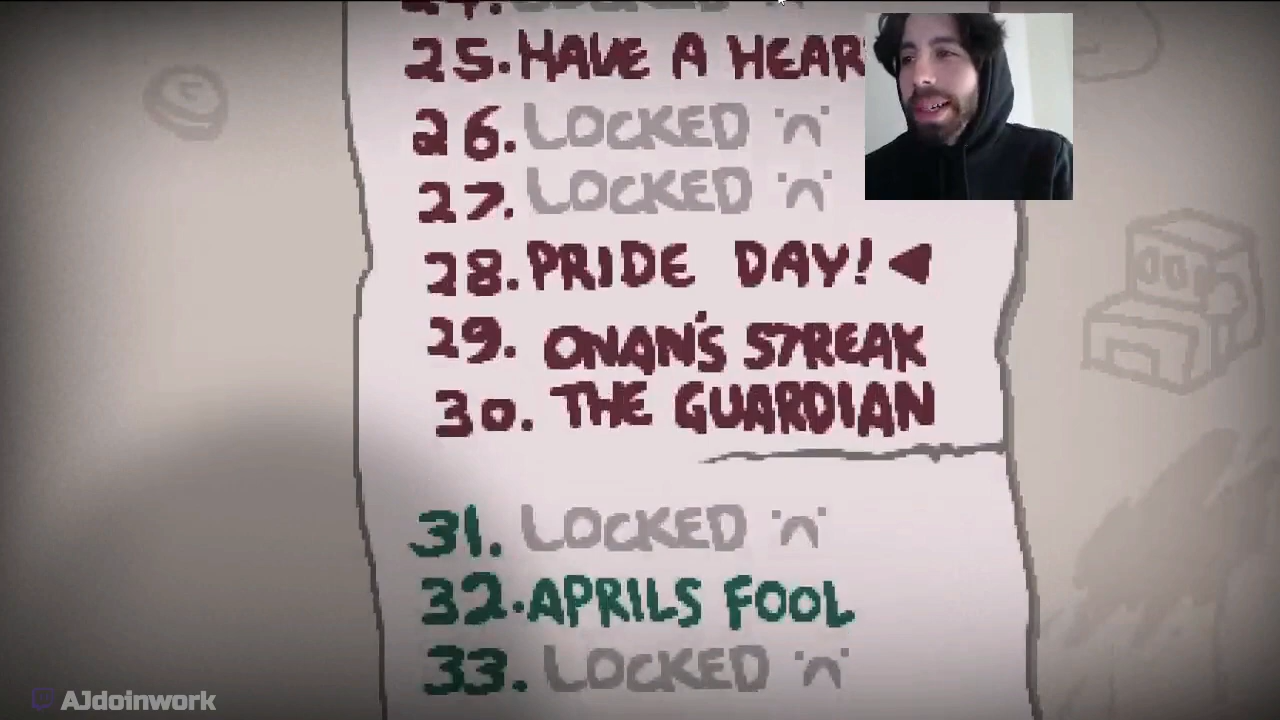 25. HAVE A HEAR
26. LOCKED
27. LOCKED
28. PRIDE DAY!
29. ONAN'S STREAK
30. THE GUARDIAN
31. LOCKED
32. APRILS FOOL
33. LOCKED
AJdoinwork